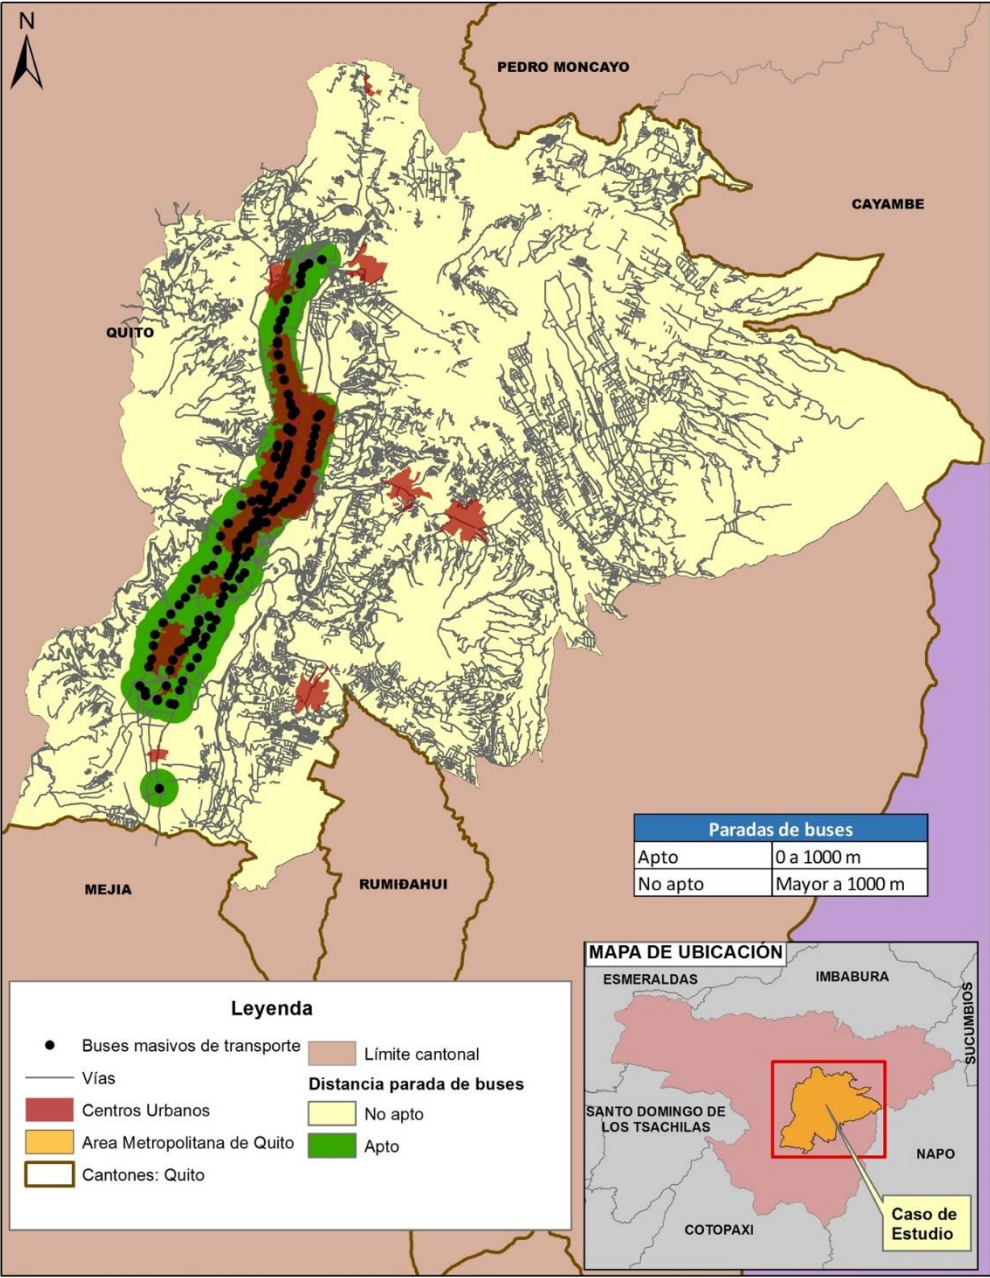 N
PEDRO MONCAYO
CAYAMBE
QUITO
MEJIA
RUMIÐAHUI
Paradas de buses
Apto 0 a 1000 m
No apto Mayor a 1000 m
Leyenda
Buses masivos de transporte
Vías
Centros Urbanos
Area Metropolitana de Quito
Cantones: Quito
Límite cantonal
Distancia parada de buses
No apto
Apto
MAPA DE UBICACIÓN
ESMERALDAS
IMBABURA
SUCUMBIOS
SANTO DOMINGO DE
LOS TSACHILAS
NAPO
COTOPAXI
Caso de
Estudio